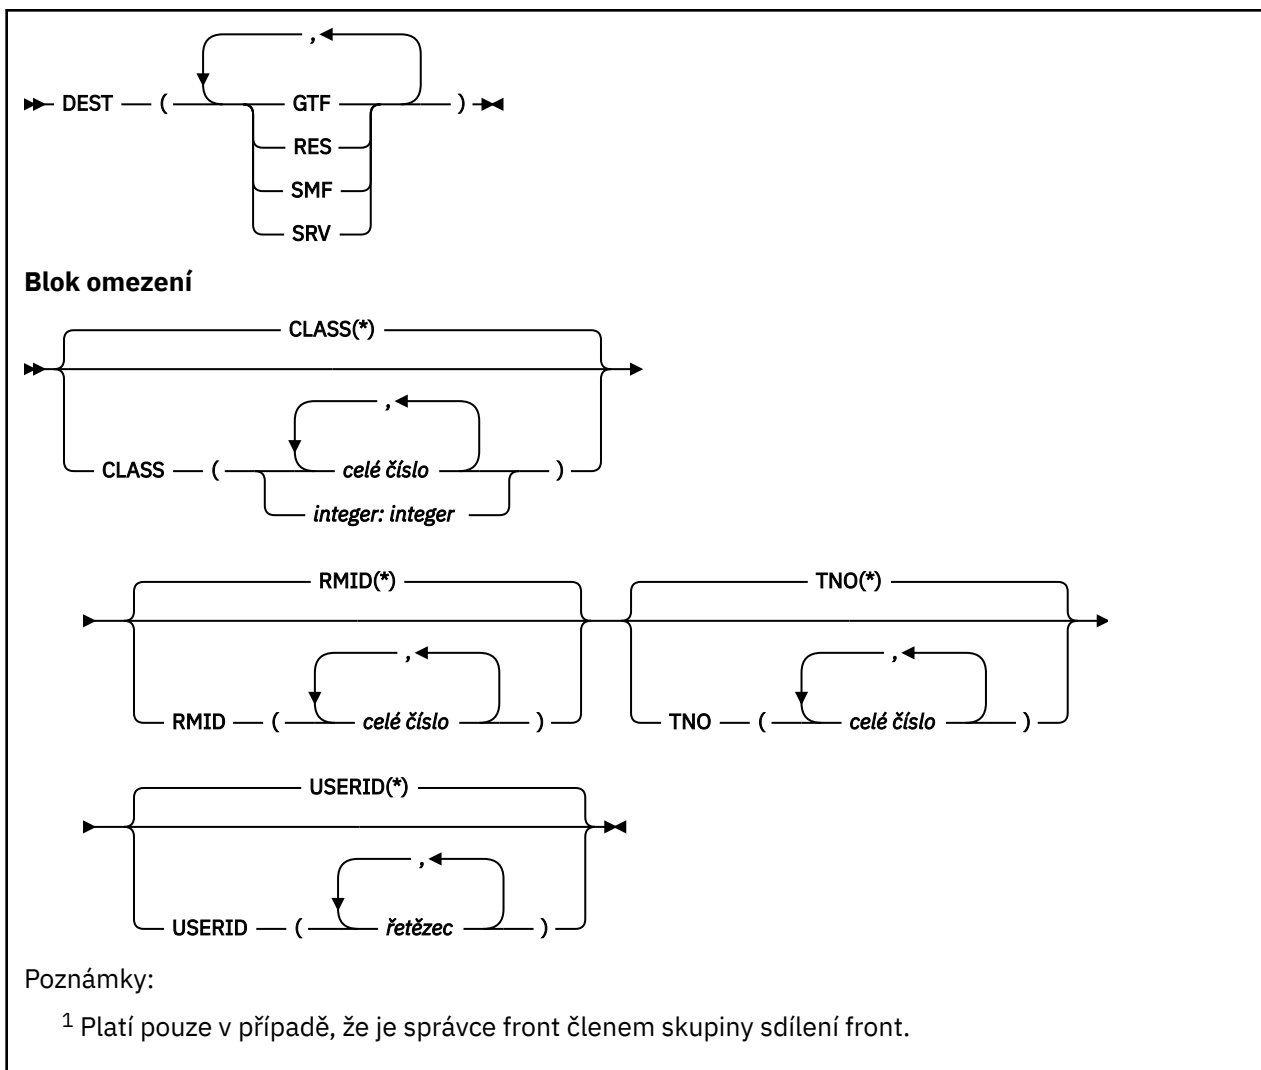 ,
DEST ( GTF )
RES
SMF
SRV
Blok omezení
CLASS(*)
,
CLASS ( celé číslo )
integer: integer
RMID(*) TNO(*)
, ,
RMID ( celé číslo ) TNO ( celé číslo )
USERID(*)
,
USERID ( řetězec )
Poznámky:
1 Platí pouze v případě, že je správce front členem skupiny sdílení front.